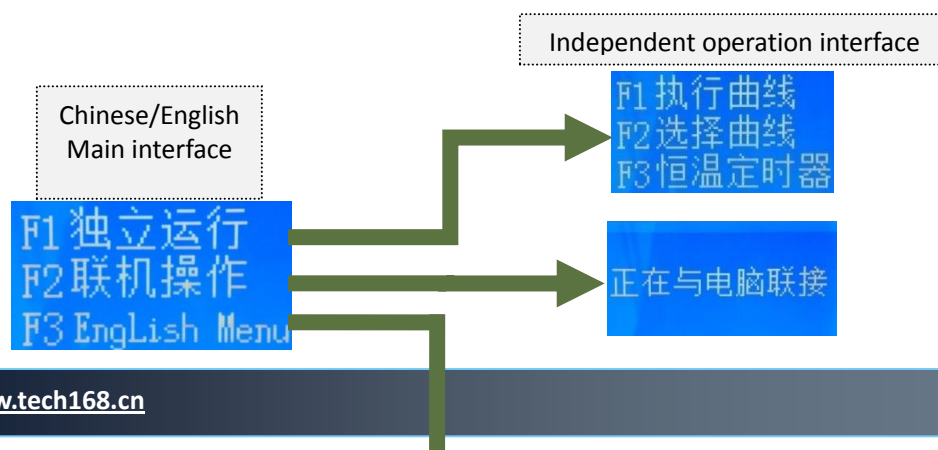 Independent operation interface
Chinese/English
Main interface
F1执行曲线
F2选择曲线
F3恒温定时器
F1独立运行
F2联机操作
F3 EngLish Menu
正在与电脑联接
w.tech168.cn